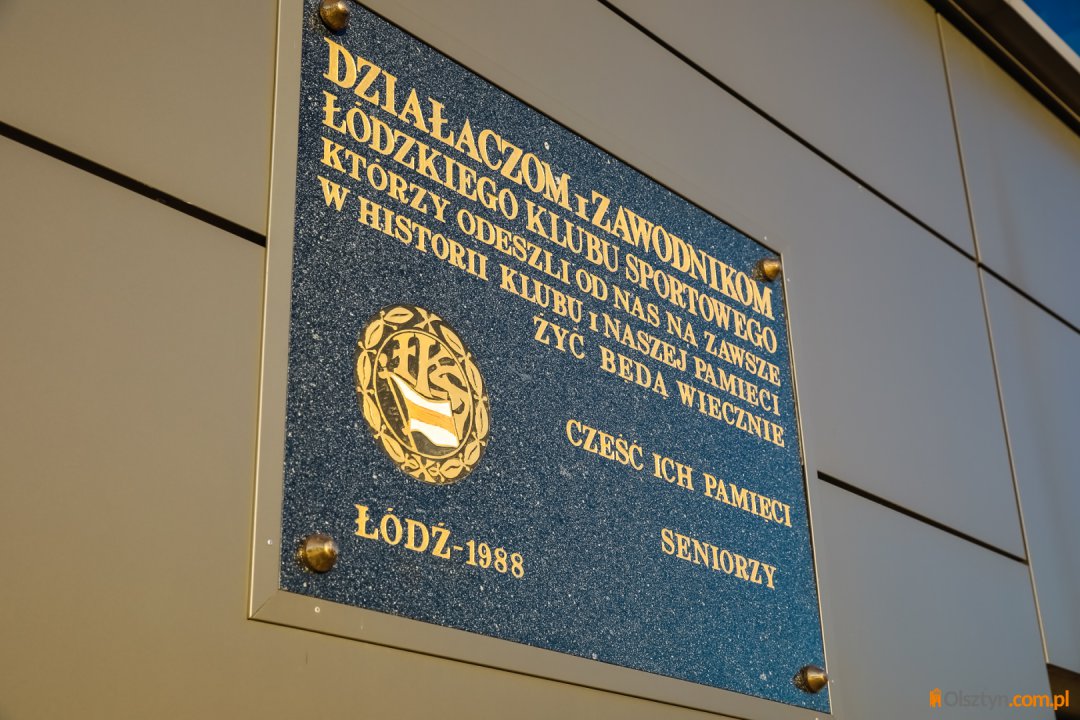 DZIAŁACZOM I ZAWODNIKOM
ŁÓDZKIEGO KLUBU SPORTOWEGO
KTÓRZY ODESZLI OD NAS NA ZAWSZE
W HISTORII KLUBU I NASZEJ PAMIĘCI
ŻYĆ BĘDĄ WIECZNIE
ŁKS
CZEŚĆ ICH PAMIĘCI
ŁÓDŹ-1988
SENIORZY
Olsztyn.com.pl